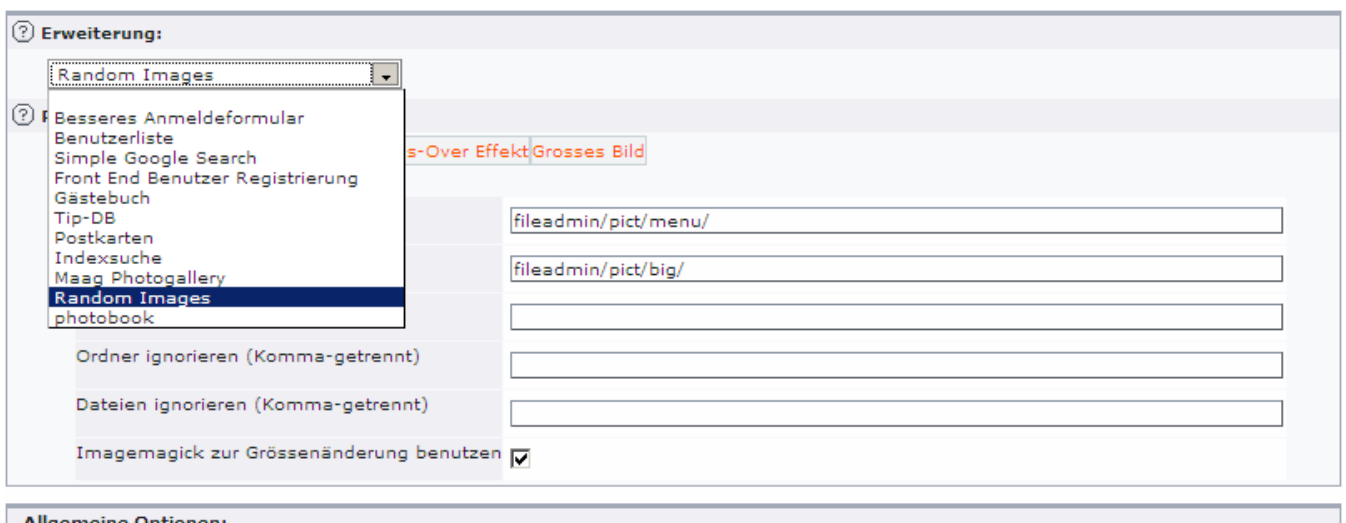 Erweiterung:
Random Images
Besseres Anmeldeformular
Benutzerliste
Simple Google Search
Front End Benutzer Registrierung
Gästebuch
Tip-DB
Postkarten
Indexsuche
Maag Photogallery
Random Images
photobook
s-Over Effekt Grosses Bild
fileadmin/pict/menu/
fileadmin/pict/big/
Ordner ignorieren (Komma-getrennt)
Dateien ignorieren (Komma-getrennt)
Imagemagick zur Grössenänderung benutzen
Allgemeine Optionen: